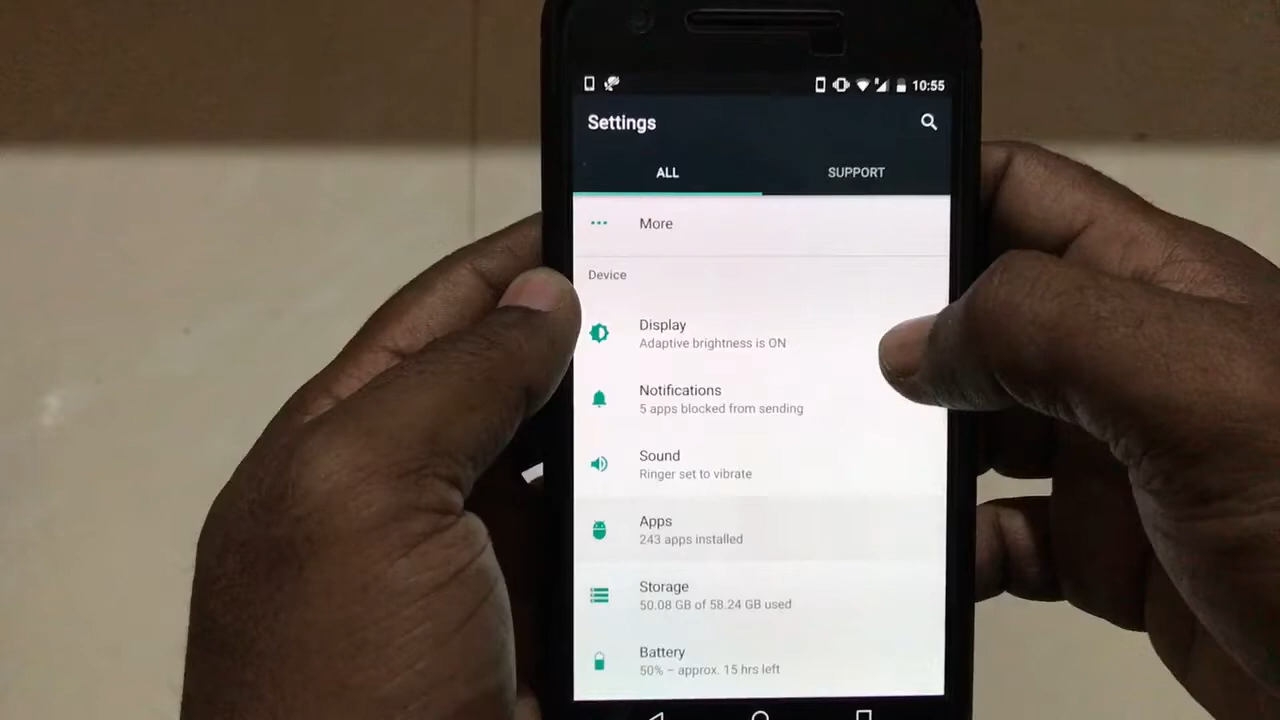 10:55
Settings
ALL
SUPPORT
More
Device
Display
Adaptive brightness is ON
Notifications
5 apps blocked from sending
Sound
Ringer set to vibrate
Apps
243 apps installed
Storage
50.08 GB of 58.24 GB used
Battery
50% – approx. 15 hrs left